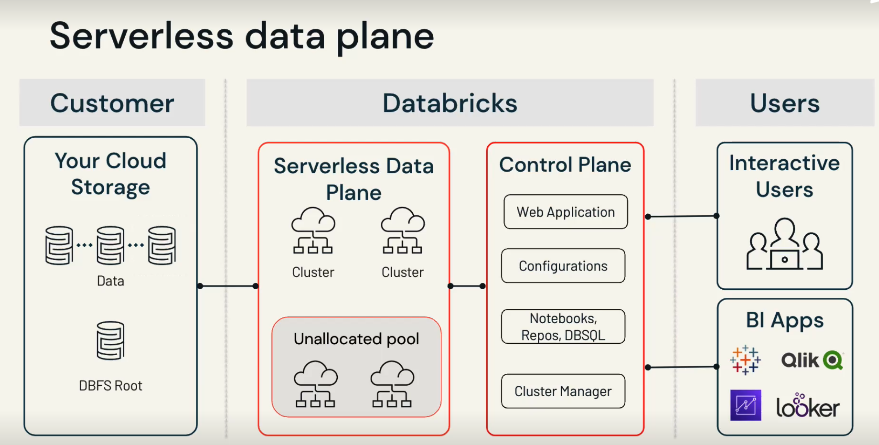 Serverless data plane
Customer
Databricks
Users
Your Cloud
Storage
Data
DBFS Root
Serverless Data
Plane
Cluster
Cluster
Unallocated pool
Control Plane
Web Application
Configurations
Notebooks,
Repos, DBSQL
Cluster Manager
Interactive
Users
BI Apps
Qlik
looker